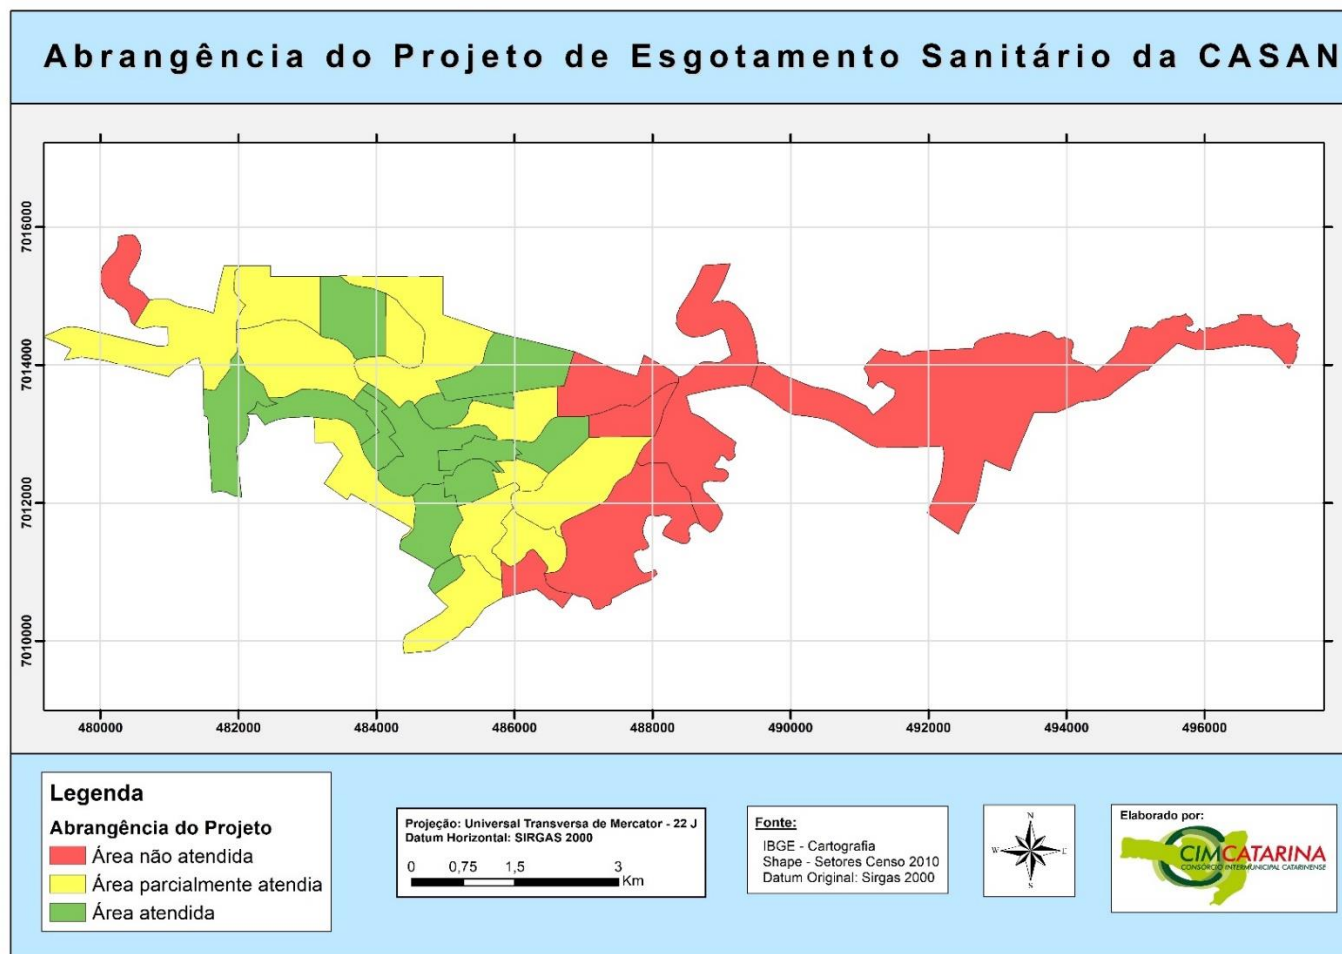 Abrangência do Projeto de Esgotamento Sanitário da CASAN
7016000
7014000
7012000
7010000
480000 482000 484000 486000 488000 490000 492000 494000 496000
Legenda
Abrangência do Projeto
Área não atendida
Área parcialmente atendia
Área atendida
Projeção: Universal Transversa de Mercator - 22 J
Datum Horizontal: SIRGAS 2000
0 0,75 1,5 3
Km
Fonte:
IBGE - Cartografia
Shape - Setores Censo 2010
Datum Original: Sirgas 2000
N
W E
S
Elaborado por:
CIMCATARINA
CONSÓRCIO INTERMUNICIPAL CATARINENSE